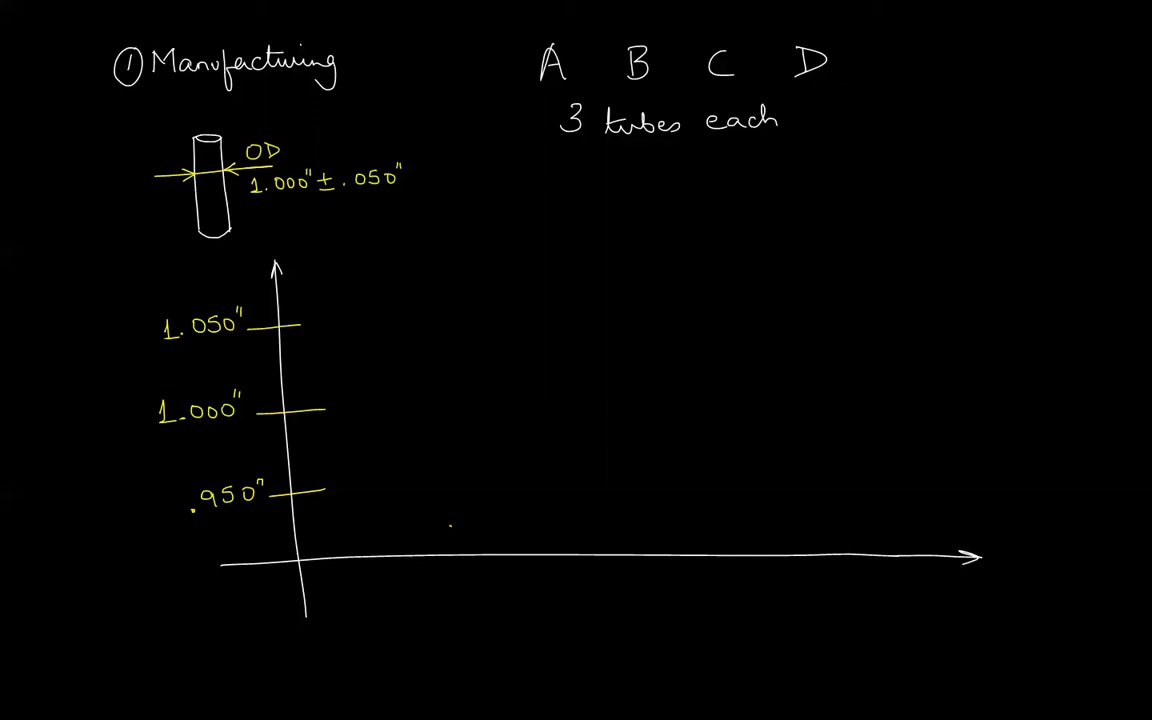 ① Manufacturing
A B C D
3 tubes each
OD
1.000" ± .050"
1.050"
1.000"
.950"